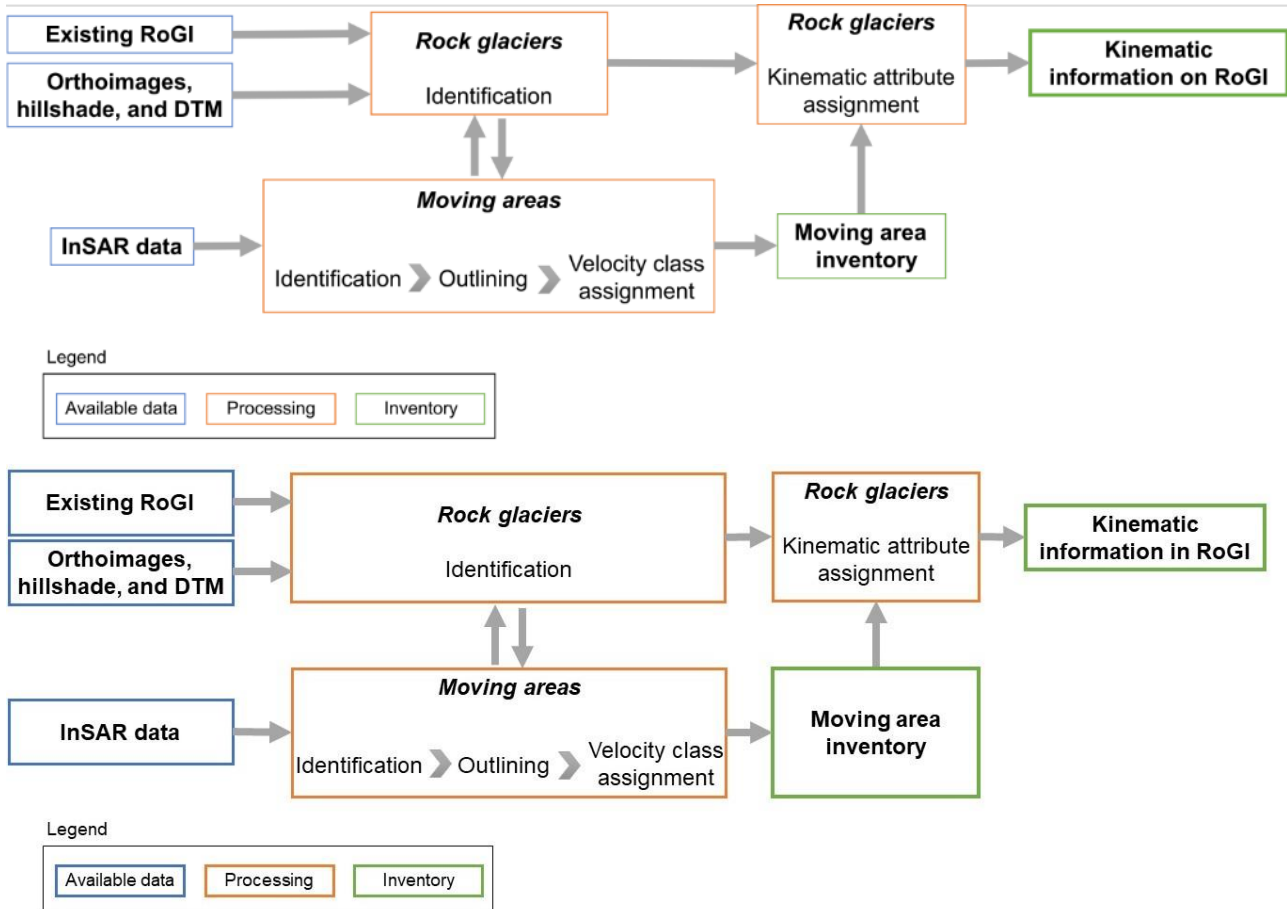 Existing RoGI
Orthoimages,
hillshade, and DTM
Rock glaciers
Identification
Rock glaciers
Kinematic attribute
assignment
Kinematic
information on RoGI
InSAR data
Moving areas
Identification
Outlining
Velocity class
assignment
Moving area
inventory
Legend
Available data
Processing
Inventory
Existing RoGI
Orthoimages,
hillshade, and DTM
Rock glaciers
Identification
Rock glaciers
Kinematic attribute
assignment
Kinematic
information in RoGI
InSAR data
Moving areas
Identification
Outlining
Velocity class
assignment
Moving area
inventory
Legend
Available data
Processing
Inventory